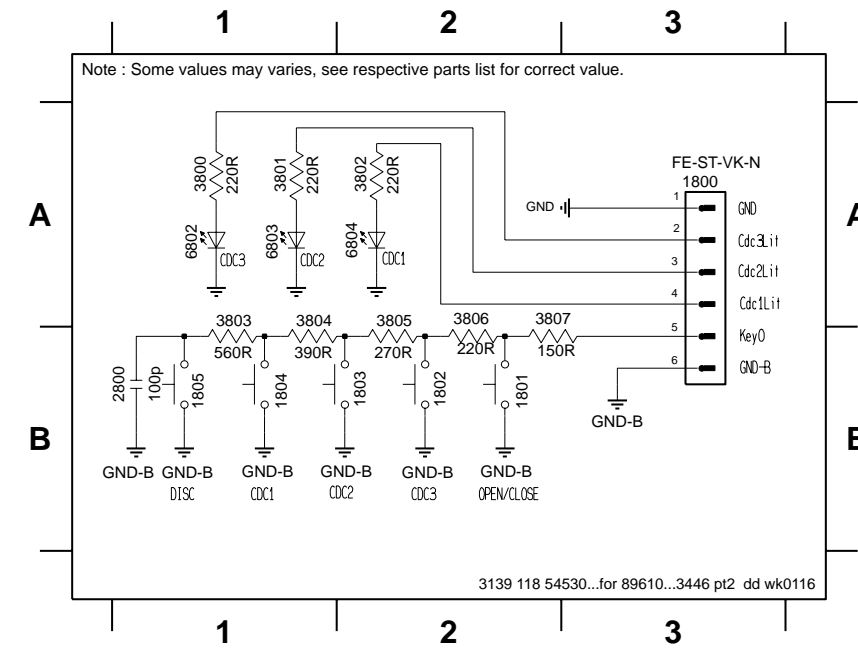 1 2 3
Note : Some values may varies, see respective parts list for correct value.
A
A
3800
220R
3801
220R
3802
220R
6802
CDC3
6803
CDC2
6804
CDC1
FE-ST-VK-N
1800
GND
1 GND
2 Cdc3Lit
3 Cdc2Lit
4 Cdc1Lit
5 Key0
6 GND-B
3803 3804 3805 3806 3807
560R 390R 270R 220R 150R
2800
100p
1805
1804
1803
1802
1801
GND-B
B
B
GND-B GND-B GND-B GND-B GND-B GND-B
DISC CDC1 CDC2 CDC3 OPEN/CLOSE
3139 118 54530...for 89610...3446 pt2 dd wk0116
1 2 3